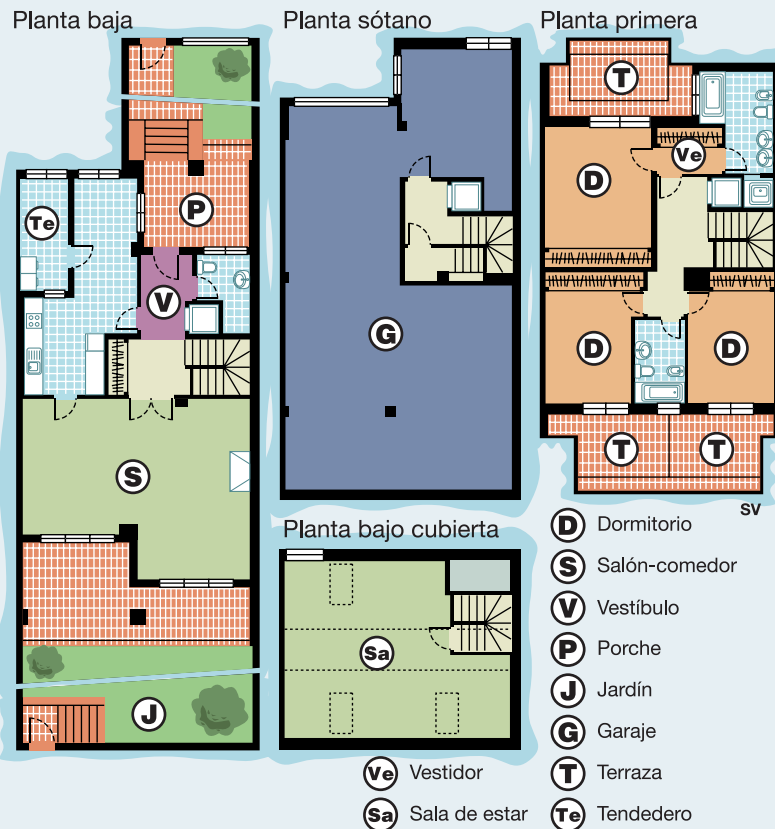 Planta baja
Planta sótano
Planta primera
T
P
Te
V
D
Ve
G
D
D
S
T
T
SV
Planta bajo cubierta
Sa
J
D Dormitorio
S Salón-comedor
V Vestíbulo
P Porche
J Jardín
G Garaje
T Terraza
Te Tendedero
Ve Vestidor
Sa Sala de estar